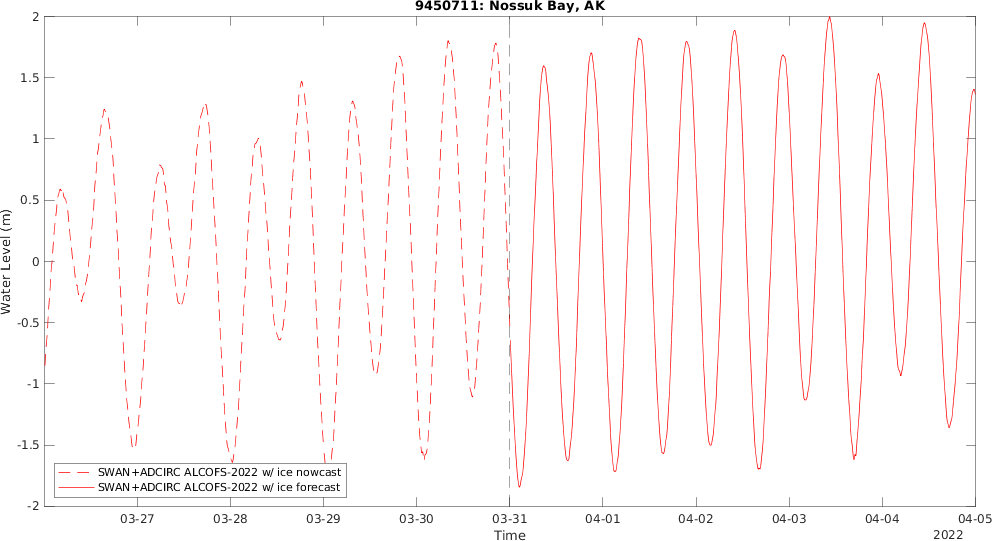 9450711: Nossuk Bay, AK
2
1.5
1
0.5
0
-0.5
-1
-1.5
-2
Water Level (m)
SWAN+ADCIRC ALCOFS-2022 w/ ice nowcast
SWAN+ADCIRC ALCOFS-2022 w/ ice forecast
03-27 03-28 03-29 03-30 03-31 04-01 04-02 04-03 04-04 04-05
Time
2022